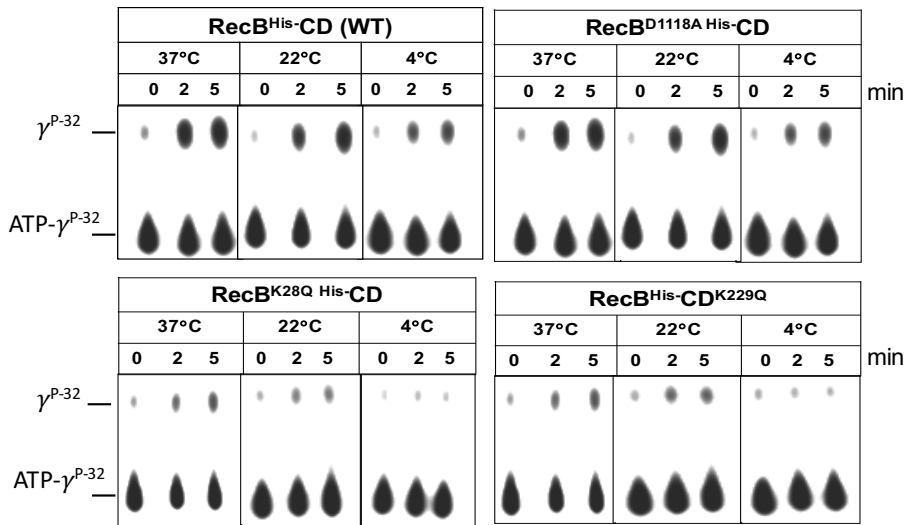 RecB^His-CD (WT)
37°C 22°C 4°C
0 2 5 0 2 5 0 2 5
RecB^D1118A His-CD
37°C 22°C 4°C
0 2 5 0 2 5 0 2 5 min
γ^P-32
ATP-γ^P-32
RecB^K28Q His-CD
37°C 22°C 4°C
0 2 5 0 2 5 0 2 5
RecB^His-CD^K229Q
37°C 22°C 4°C
0 2 5 0 2 5 0 2 5 min
γ^P-32
ATP-γ^P-32